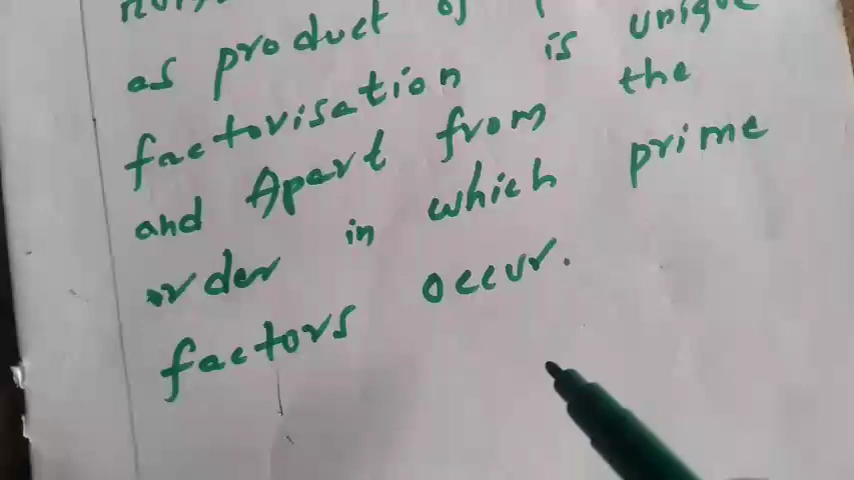 as product of
factorisation is unique
and Apart from the
order in which prime
factors occur.